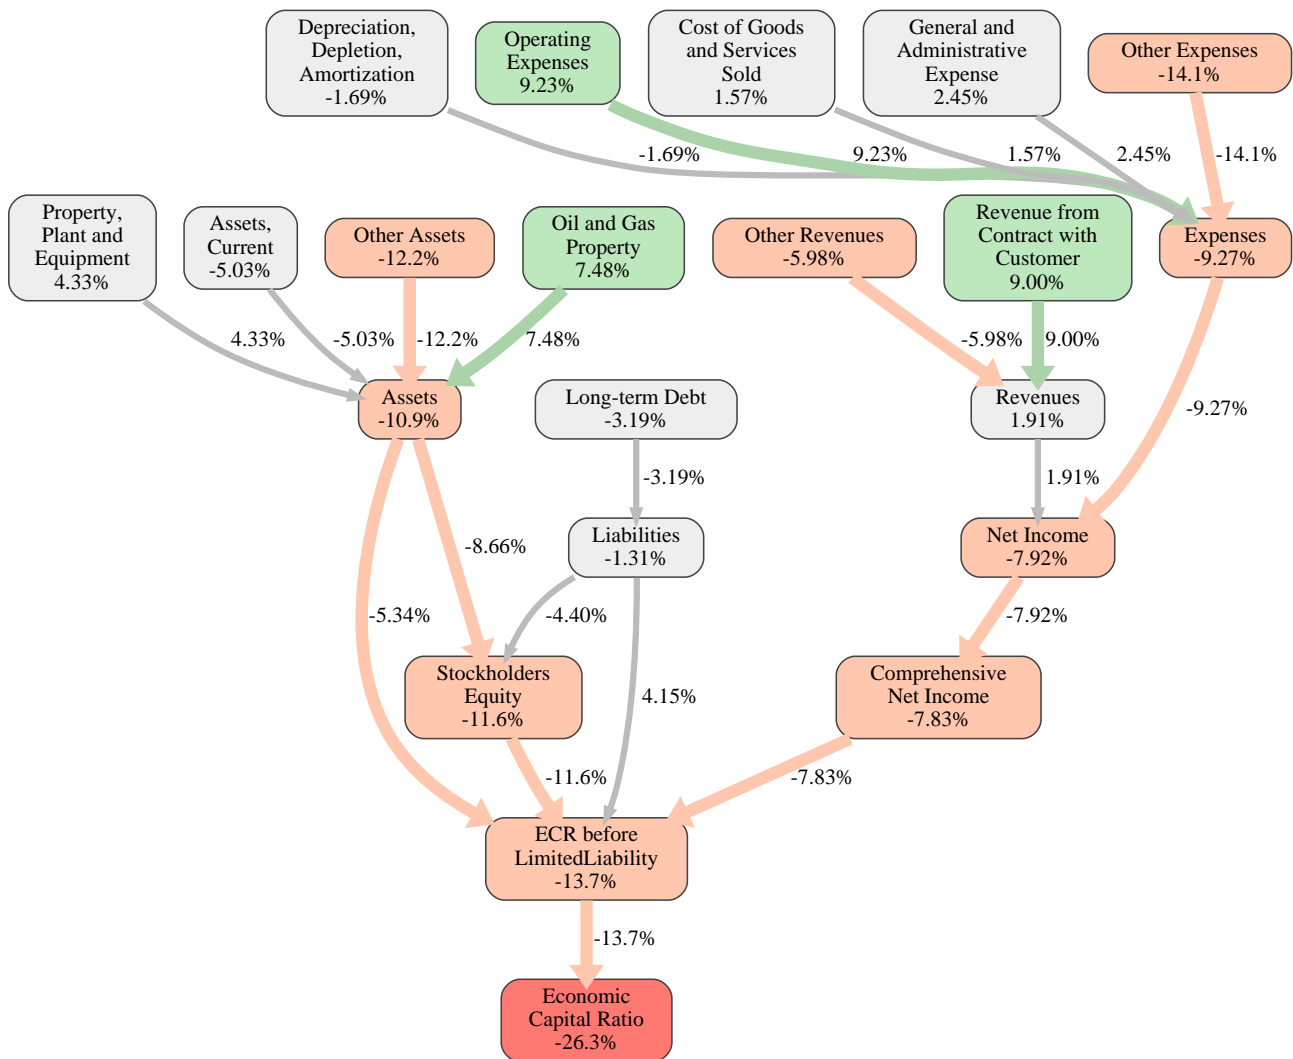 Depreciation,
Depletion,
Amortization
-1.69%
Operating
Expenses
9.23%
Cost of Goods
and Services
Sold
1.57%
General and
Administrative
Expense
2.45%
Other Expenses
-14.1%
-1.69%
9.23%
1.57%
2.45%
-14.1%
Property,
Plant and
Equipment
4.33%
Assets,
Current
-5.03%
Other Assets
-12.2%
Oil and Gas
Property
7.48%
Other Revenues
-5.98%
Revenue from
Contract with
Customer
9.00%
Expenses
-9.27%
4.33%
-5.03%
-12.2%
7.48%
-5.98%
9.00%
-9.27%
Assets
-10.9%
Long-term Debt
-3.19%
Revenues
1.91%
-3.19%
1.91%
-8.66%
Liabilities
-1.31%
Net Income
-7.92%
-5.34%
-4.40%
4.15%
-7.92%
Stockholders
Equity
-11.6%
Comprehensive
Net Income
-7.83%
-11.6%
-7.83%
ECR before
LimitedLiability
-13.7%
-13.7%
Economic
Capital Ratio
-26.3%